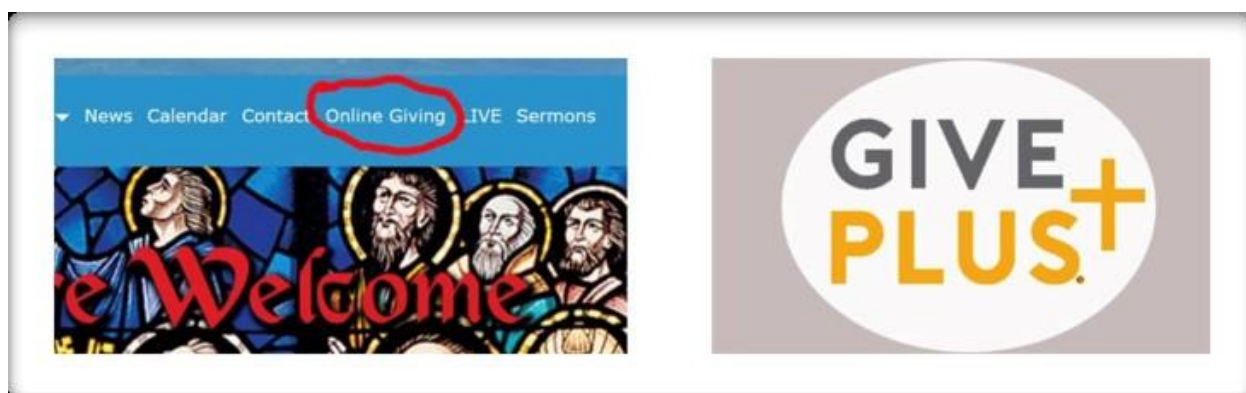 News Calendar Contact Online Giving LIVE Sermons
e Welcome
GIVE
PLUS+